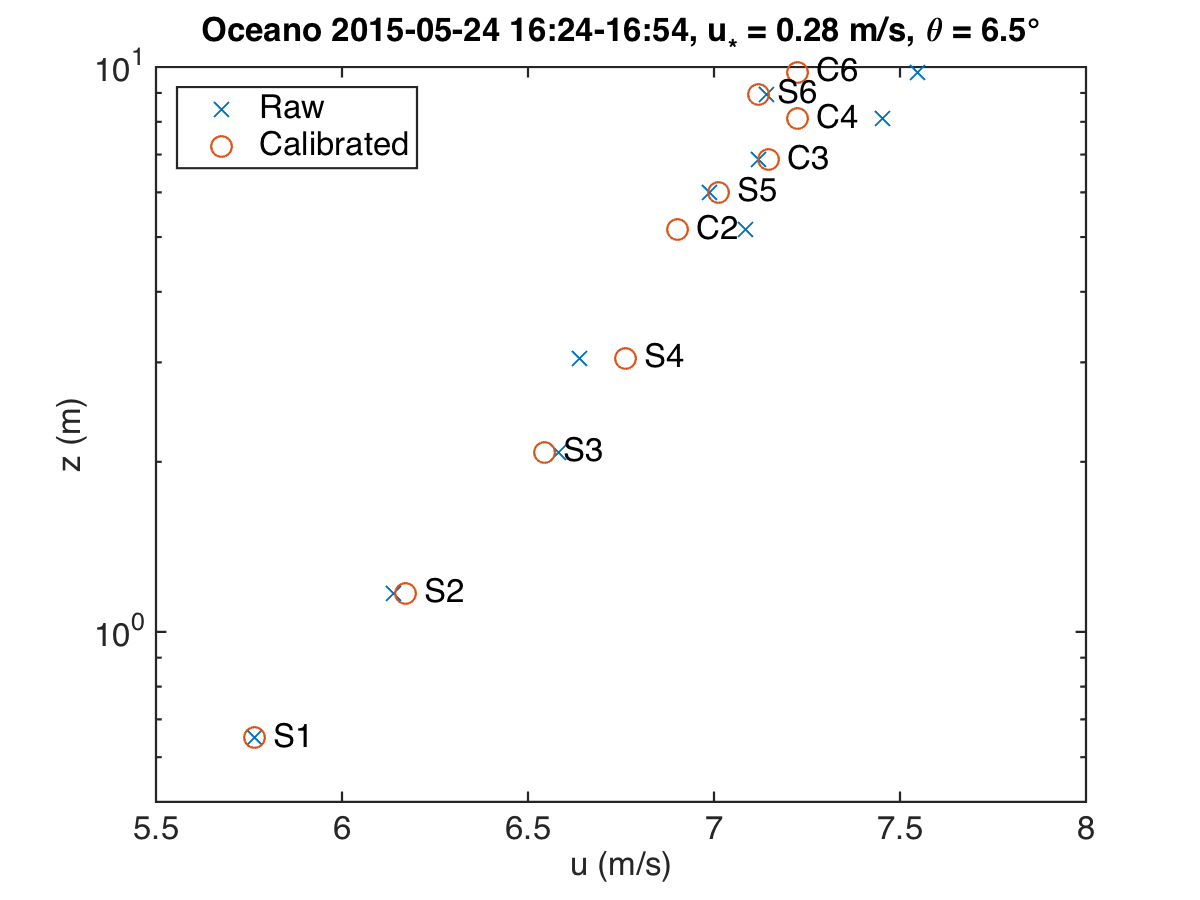 Oceano 2015-05-24 16:24-16:54, u* = 0.28 m/s, θ = 6.5°
10¹
Raw
Calibrated
C6
S6
C4
C3
S5
C2
S4
z (m)
S3
S2
10⁰
S1
5.5 6 6.5 7 7.5 8
u (m/s)